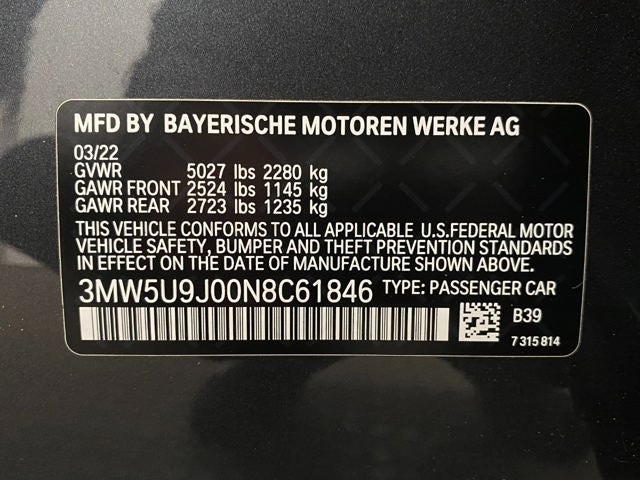 MFD BY BAYERISCHE MOTOREN WERKE AG
03/22
GVWR 5027 lbs 2280 kg
GAWR FRONT 2524 lbs 1145 kg
GAWR REAR 2723 lbs 1235 kg
THIS VEHICLE CONFORMS TO ALL APPLICABLE U.S.FEDERAL MOTOR
VEHICLE SAFETY, BUMPER AND THEFT PREVENTION STANDARDS
IN EFFECT ON THE DATE OF MANUFACTURE SHOWN ABOVE.
3MW5U9J00N8C61846 TYPE: PASSENGER CAR
B39
7 315 814